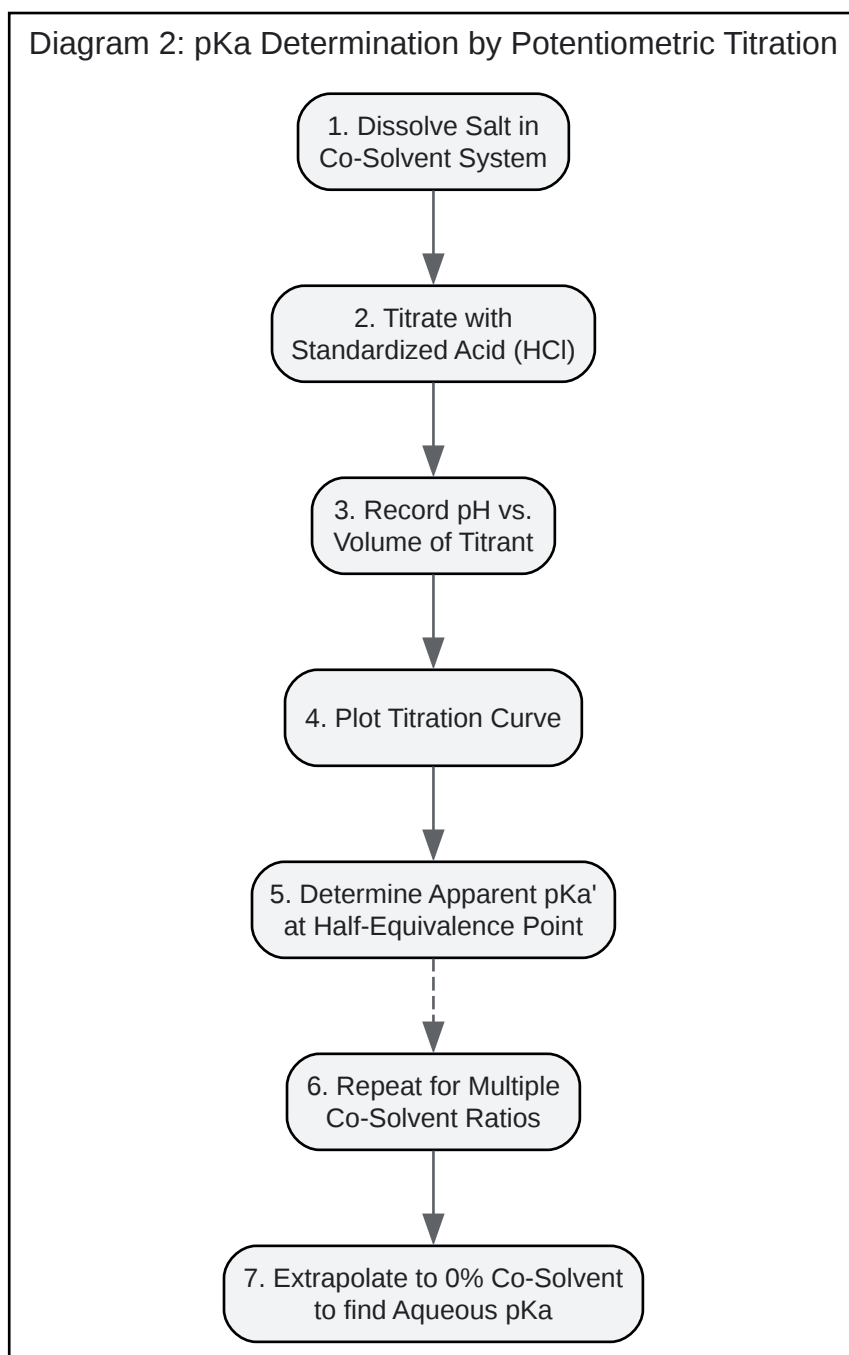 Diagram 2: pKa Determination by Potentiometric Titration
1. Dissolve Salt in
Co-Solvent System
2. Titrate with
Standardized Acid (HCl)
3. Record pH vs.
Volume of Titrant
4. Plot Titration Curve
5. Determine Apparent pKa'
at Half-Equivalence Point
6. Repeat for Multiple
Co-Solvent Ratios
7. Extrapolate to 0% Co-Solvent
to find Aqueous pKa